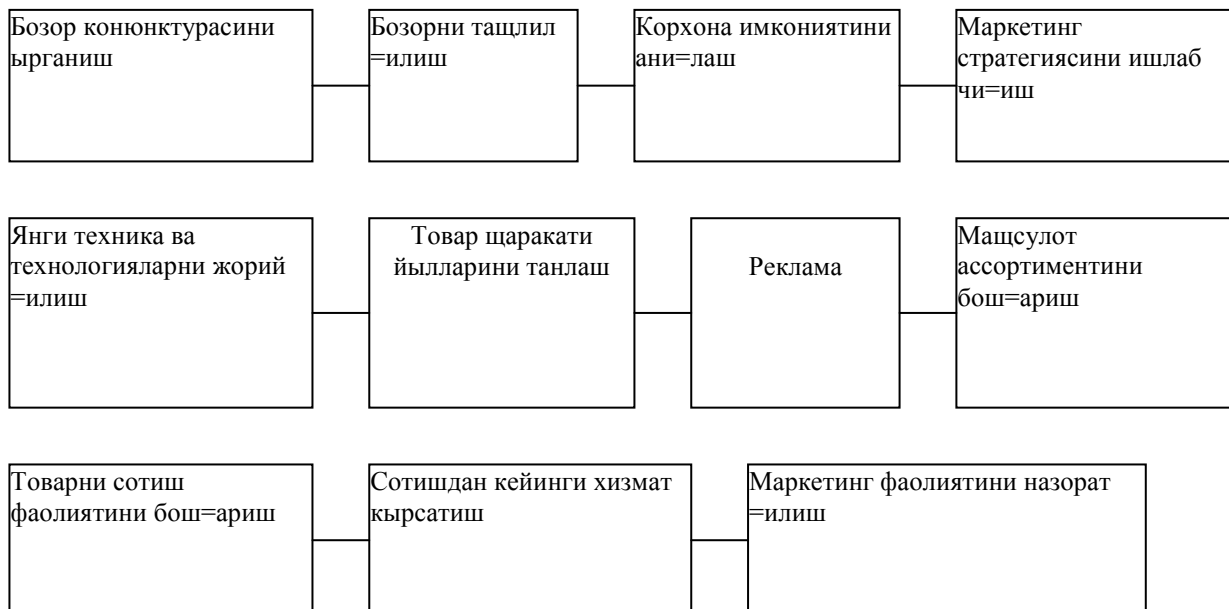 Бозор конюнктурасини
ырганиш
Бозорни тащлил
=илиш
Корхона имкониятини
ани=лаш
Маркетинг
стратегиясини ишлаб
чи=иш
Янги техника ва
технологияларни жорий
=илиш
Товар щаракати
йылларини танлаш
Реклама
Мащсулот
ассортиментини
бош=ариш
Товарни сотиш
фаолиятини бош=ариш
Сотишдан кейинги хизмат
кырсатиш
Маркетинг фаолиятини назорат
=илиш